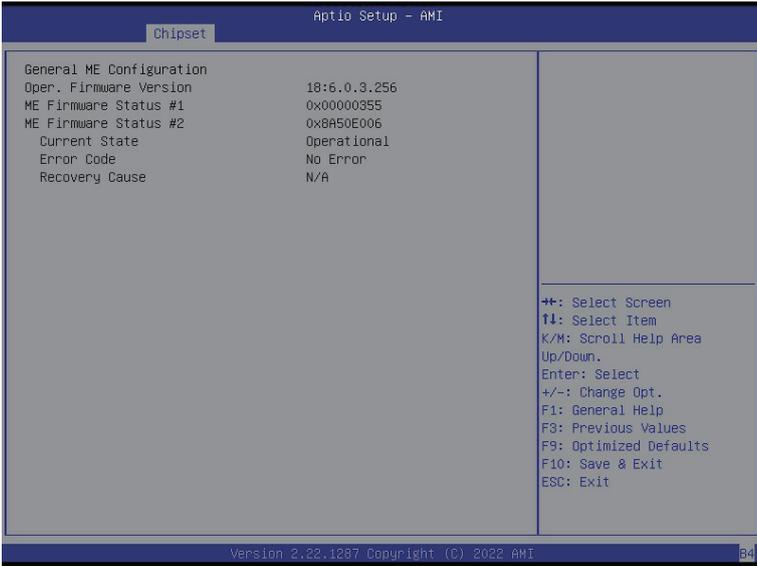 Aptio Setup – AMI
Chipset
General ME Configuration
Oper. Firmware Version 18:6.0.3.256
ME Firmware Status #1 0x00000355
ME Firmware Status #2 0x8A50E006
Current State Operational
Error Code No Error
Recovery Cause N/A
→←: Select Screen
↑↓: Select Item
K/M: Scroll Help Area
Up/Down.
Enter: Select
+/-: Change Opt.
F1: General Help
F3: Previous Values
F9: Optimized Defaults
F10: Save & Exit
ESC: Exit
Version 2.22.1287 Copyright (C) 2022 AMI
B4